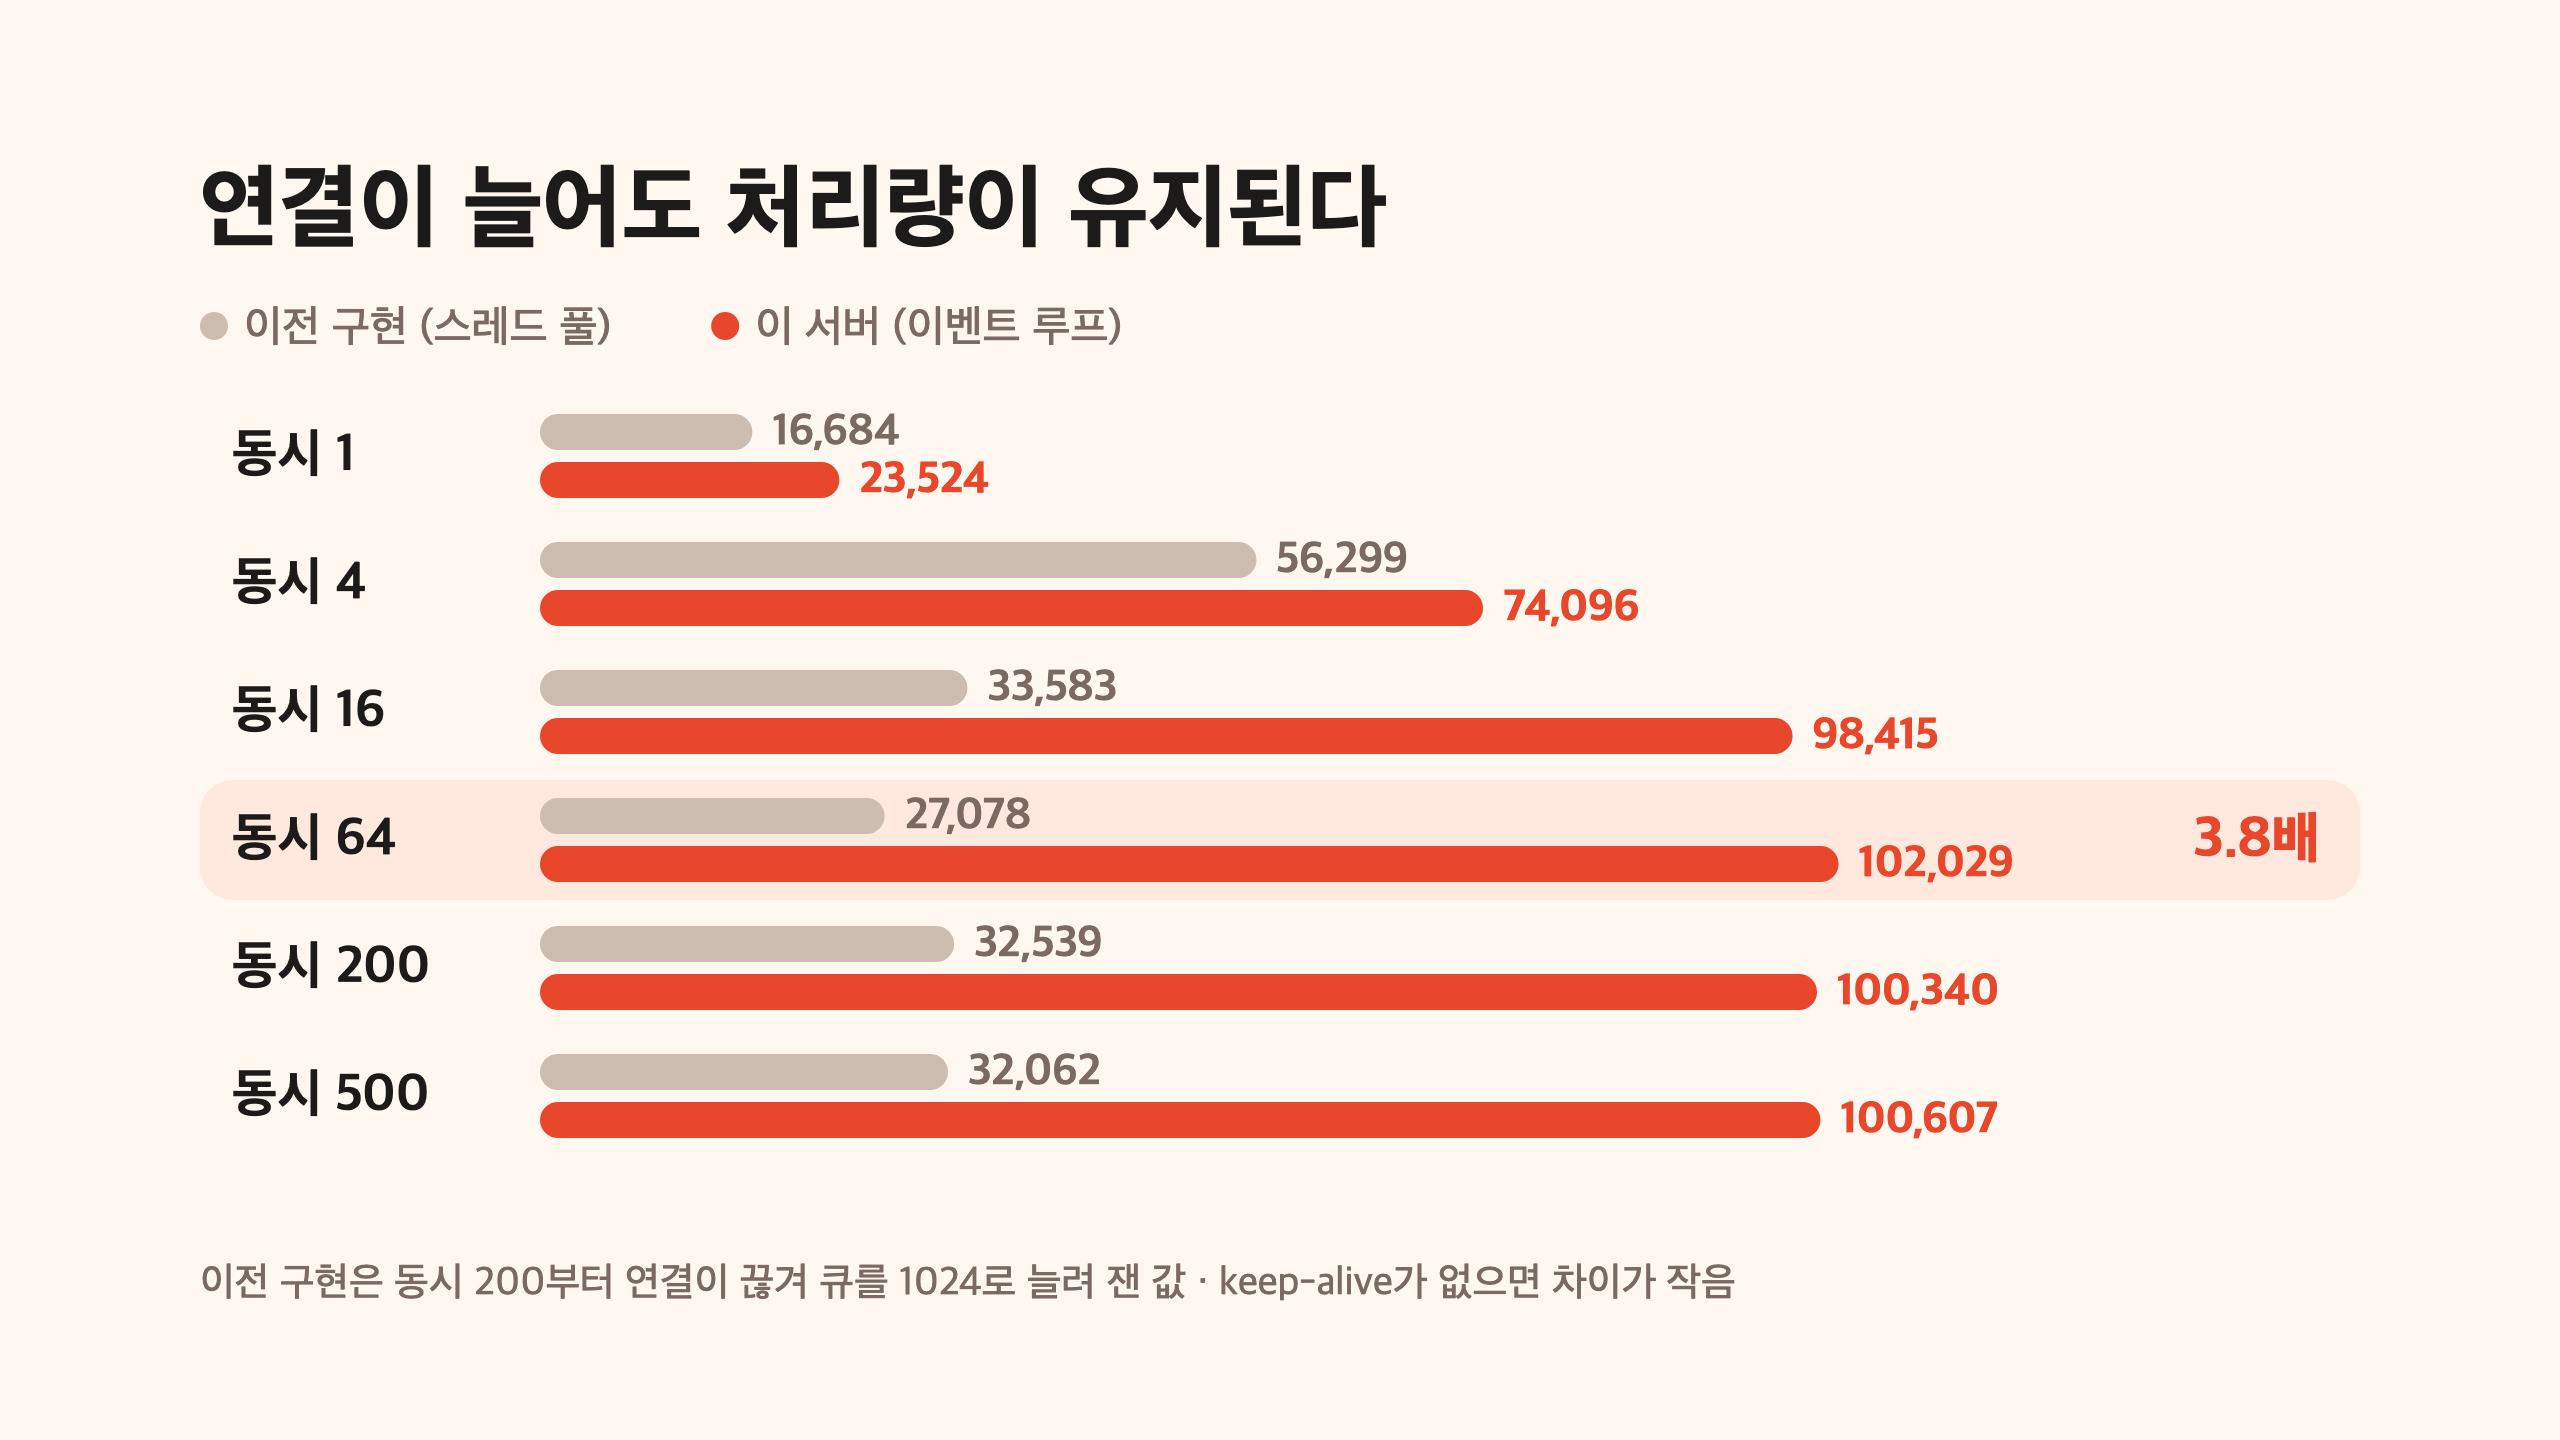 연결이 늘어도 처리량이 유지된다
이전 구현 (스레드 풀) 이 서버 (이벤트 루프)
동시 1
16,684
23,524
동시 4
56,299
74,096
동시 16
33,583
98,415
동시 64
27,078
102,029
3.8배
동시 200
32,539
100,340
동시 500
32,062
100,607
이전 구현은 동시 200부터 연결이 끊겨 큐를 1024로 늘려 잰 값 · keep-alive가 없으면 차이가 작음